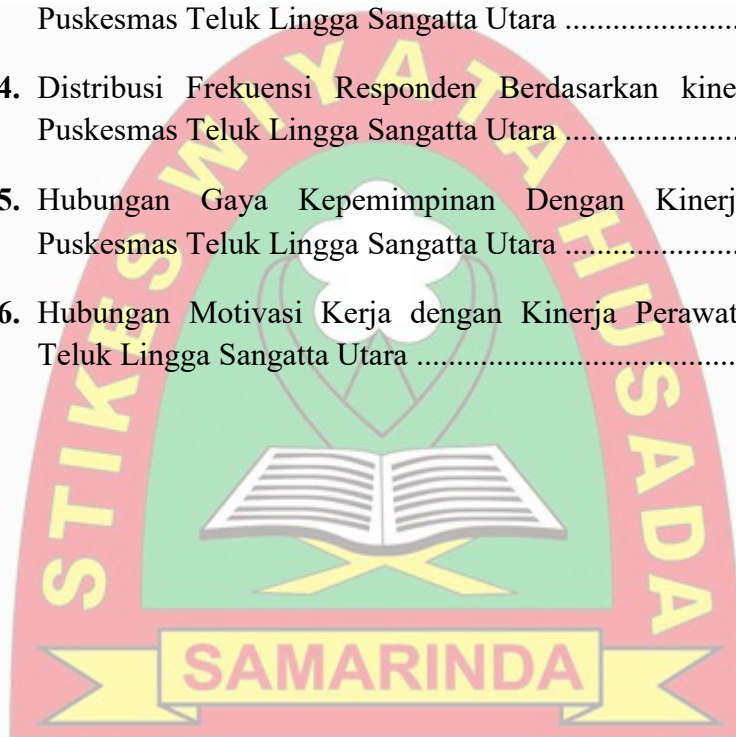 Puskesmas Teluk Lingga Sangatta Utara ......................
4. Distribusi Frekuensi Responden Berdasarkan kine
Puskesmas Teluk Lingga Sangatta Utara ......................
5. Hubungan Gaya Kepemimpinan Dengan Kinerj
Puskesmas Teluk Lingga Sangatta Utara ......................
6. Hubungan Motivasi Kerja dengan Kinerja Perawat
Teluk Lingga Sangatta Utara .........................................
STIKES WIYATA HUSADA
SAMARINDA